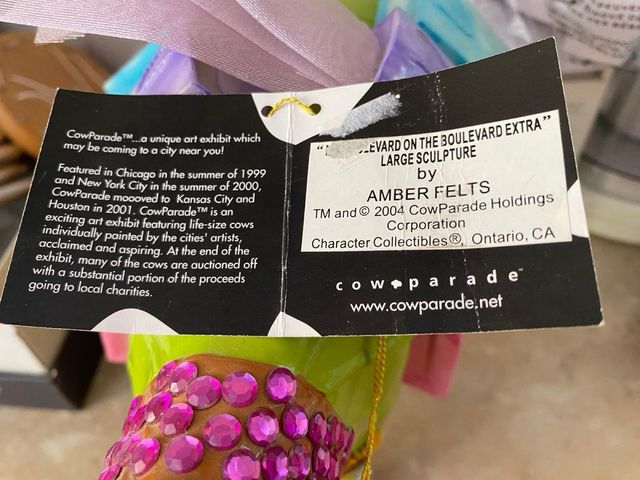 CowParade™...a unique art exhibit which
may be coming to a city near you!
Featured in Chicago in the summer of 1999
and New York City in the summer of 2000,
CowParade moooved to Kansas City and
Houston in 2001. CowParade™ is an
exciting art exhibit featuring life-size cows
individually painted by the cities' artists,
acclaimed and aspiring. At the end of the
exhibit, many of the cows are auctioned off
with a substantial portion of the proceeds
going to local charities.
ON THE BOULEVARD EXTRA"
LARGE SCULPTURE
by
AMBER FELTS
TM and © 2004 CowParade Holdings
Corporation
Character Collectibles®, Ontario, CA
cow parade™
www.cowparade.net